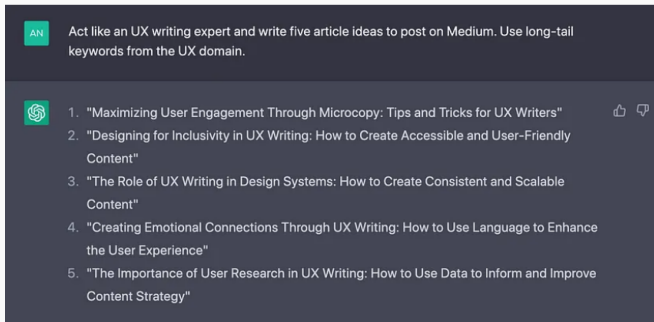 AN
Act like an UX writing expert and write five article ideas to post on Medium. Use long-tail
keywords from the UX domain.
1. "Maximizing User Engagement Through Microcopy: Tips and Tricks for UX Writers"
2. "Designing for Inclusivity in UX Writing: How to Create Accessible and User-Friendly
Content"
3. "The Role of UX Writing in Design Systems: How to Create Consistent and Scalable
Content"
4. "Creating Emotional Connections Through UX Writing: How to Use Language to Enhance
the User Experience"
5. "The Importance of User Research in UX Writing: How to Use Data to Inform and Improve
Content Strategy"